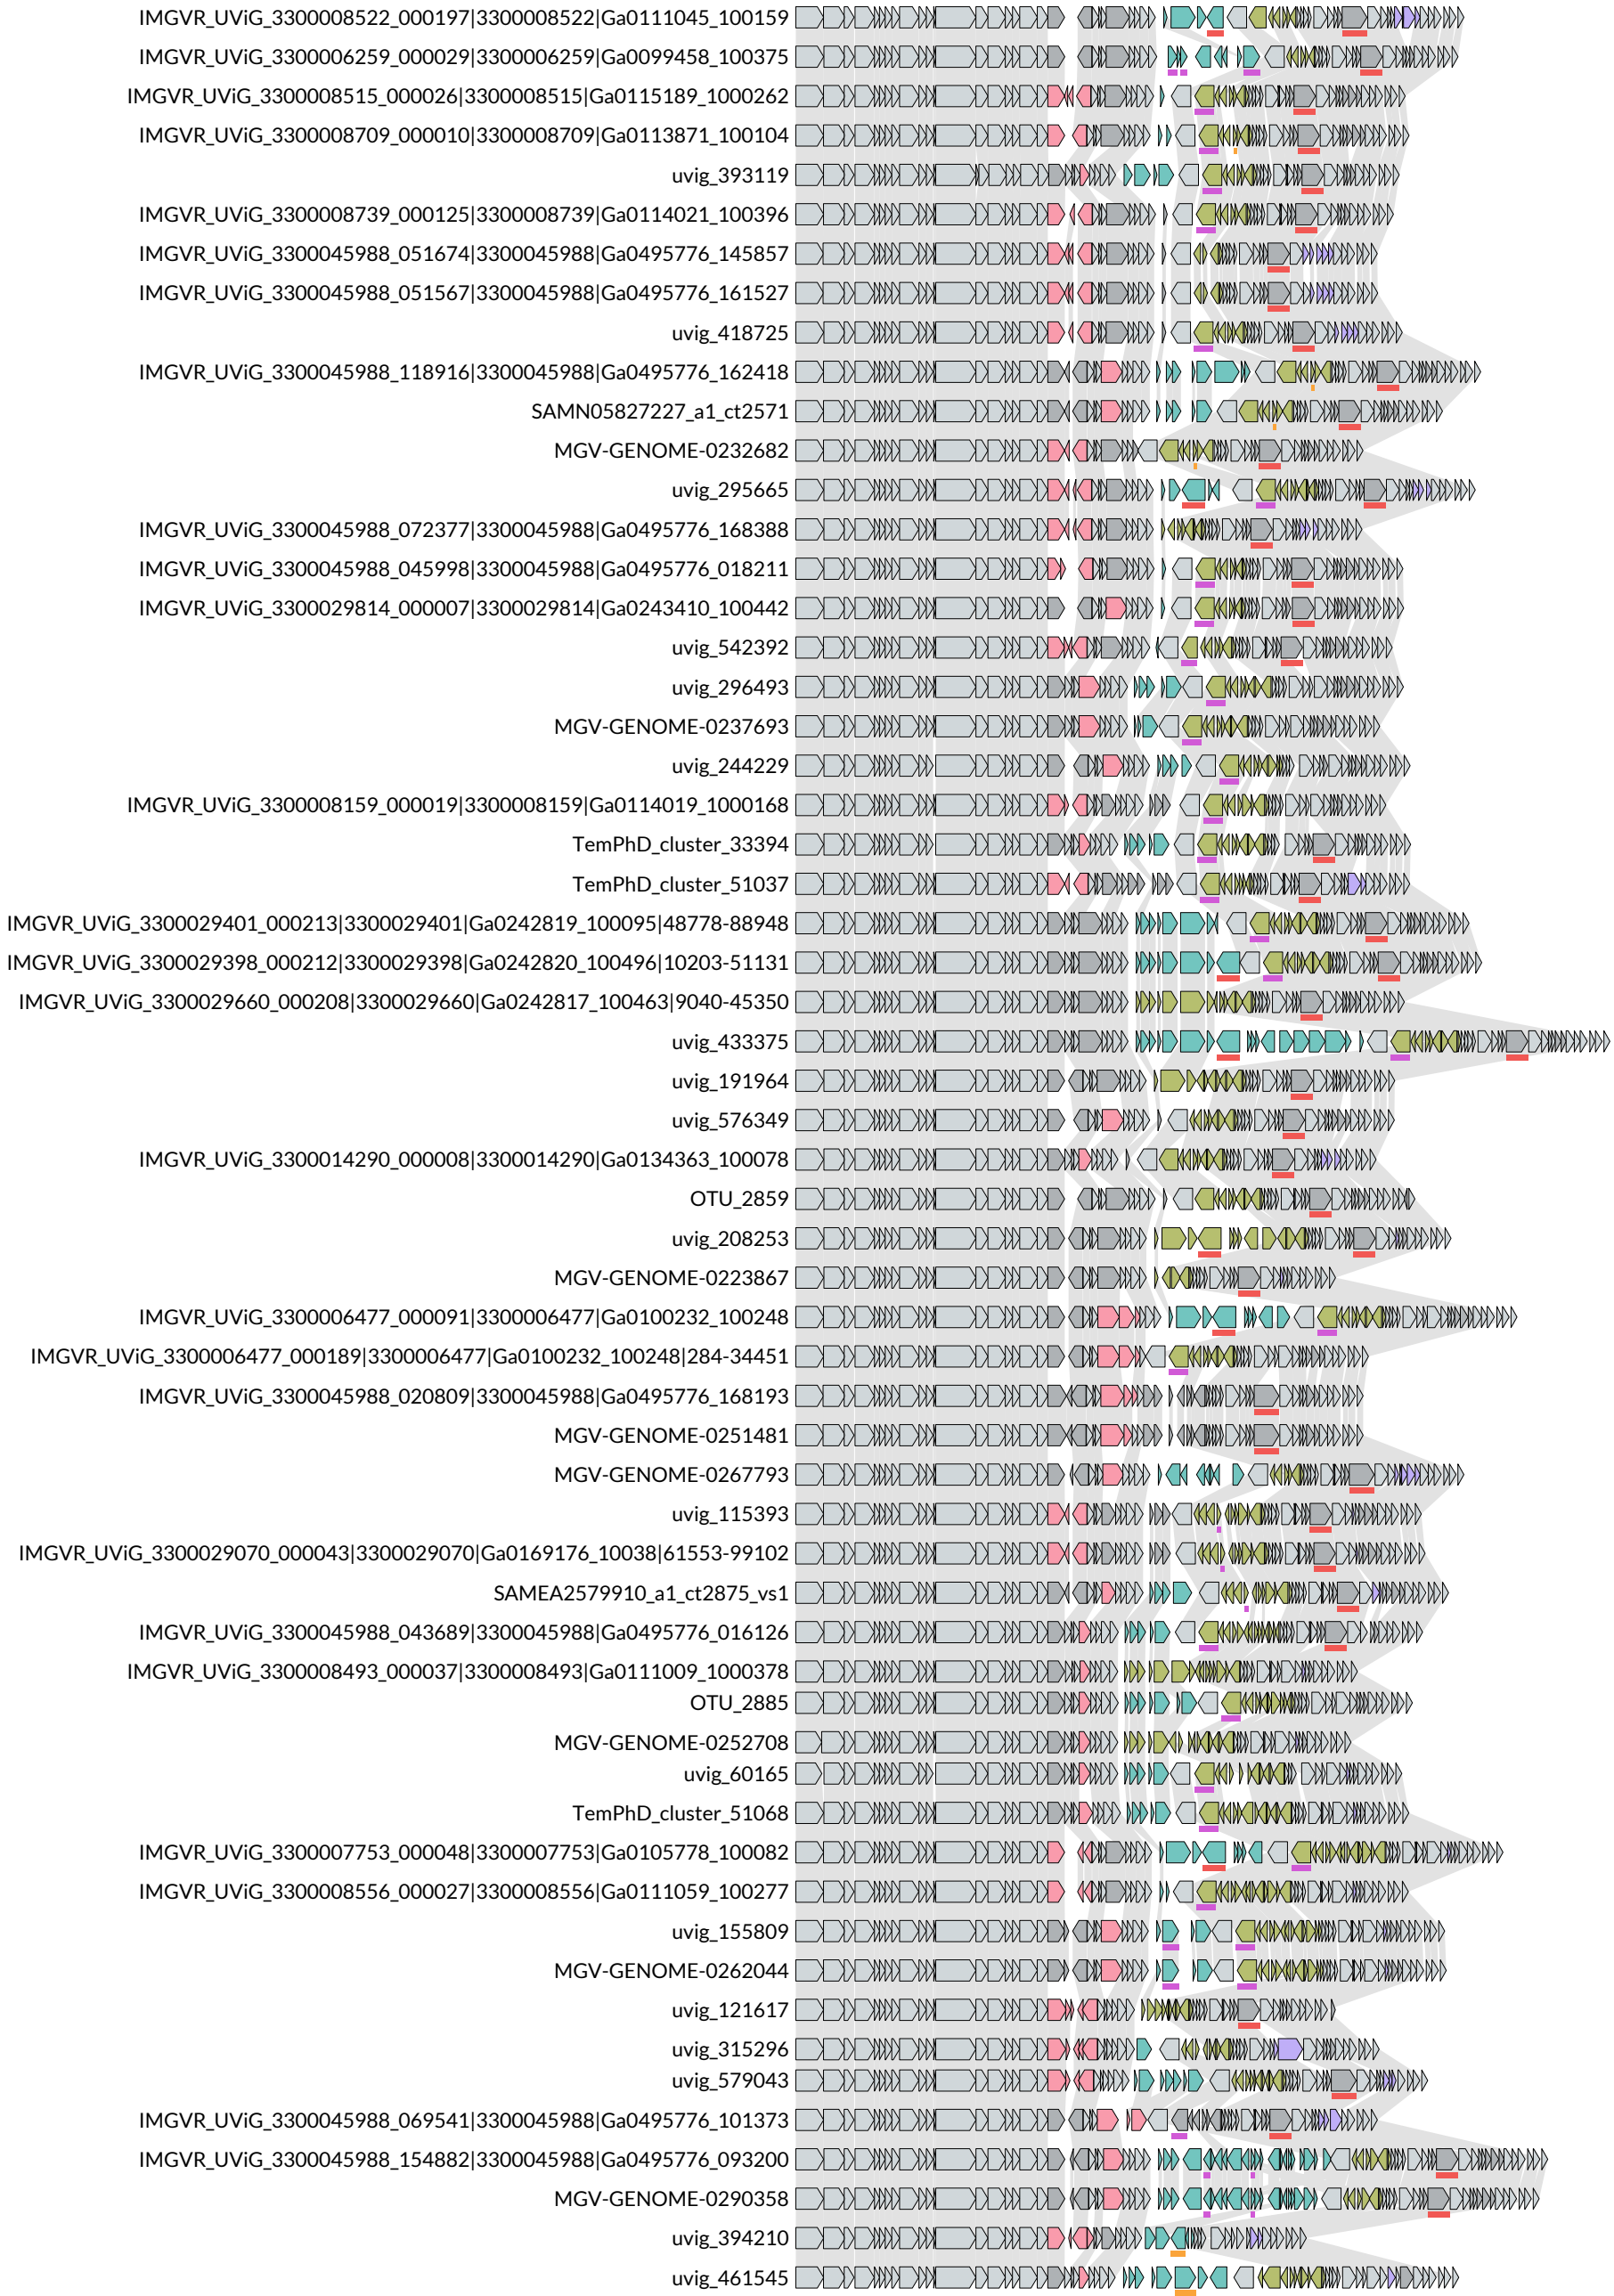 IMGVR_UViG_3300008522_000197|3300008522|Ga0111045_100159
IMGVR_UViG_3300006259_000029|3300006259|Ga0099458_100375
IMGVR_UViG_3300008515_000026|3300008515|Ga0115189_1000262
IMGVR_UViG_3300008709_000010|3300008709|Ga0113871_100104
uvig_393119
IMGVR_UViG_3300008739_000125|3300008739|Ga0114021_100396
IMGVR_UViG_3300045988_051674|3300045988|Ga0495776_145857
IMGVR_UViG_3300045988_051567|3300045988|Ga0495776_161527
uvig_418725
IMGVR_UViG_3300045988_118916|3300045988|Ga0495776_162418
SAMN05827227_a1_ct2571
MGV-GENOME-0232682
uvig_295665
IMGVR_UViG_3300045988_072377|3300045988|Ga0495776_168388
IMGVR_UViG_3300045988_045998|3300045988|Ga0495776_018211
IMGVR_UViG_3300029814_000007|3300029814|Ga0243410_100442
uvig_542392
uvig_296493
MGV-GENOME-0237693
uvig_244229
IMGVR_UViG_3300008159_000019|3300008159|Ga0114019_1000168
TemPhD_cluster_33394
TemPhD_cluster_51037
IMGVR_UViG_3300029401_000213|3300029401|Ga0242819_100095|48778-88948
IMGVR_UViG_3300029398_000212|3300029398|Ga0242820_100496|10203-51131
IMGVR_UViG_3300029660_000208|3300029660|Ga0242817_100463|9040-45350
uvig_433375
uvig_191964
uvig_576349
IMGVR_UViG_3300014290_000008|3300014290|Ga0134363_100078
OTU_2859
uvig_208253
MGV-GENOME-0223867
IMGVR_UViG_3300006477_000091|3300006477|Ga0100232_100248
IMGVR_UViG_3300006477_000189|3300006477|Ga0100232_100248|284-34451
IMGVR_UViG_3300045988_020809|3300045988|Ga0495776_168193
MGV-GENOME-0251481
MGV-GENOME-0267793
uvig_115393
IMGVR_UViG_3300029070_000043|3300029070|Ga0169176_10038|61553-99102
SAMEA2579910_a1_ct2875_vs1
IMGVR_UViG_3300045988_043689|3300045988|Ga0495776_016126
IMGVR_UViG_3300008493_000037|3300008493|Ga0111009_1000378
OTU_2885
MGV-GENOME-0252708
uvig_60165
TemPhD_cluster_51068
IMGVR_UViG_3300007753_000048|3300007753|Ga0105778_100082
IMGVR_UViG_3300008556_000027|3300008556|Ga0111059_100277
uvig_155809
MGV-GENOME-0262044
uvig_121617
uvig_315296
uvig_579043
IMGVR_UViG_3300045988_069541|3300045988|Ga0495776_101373
IMGVR_UViG_3300045988_154882|3300045988|Ga0495776_093200
MGV-GENOME-0290358
uvig_394210
uvig_461545